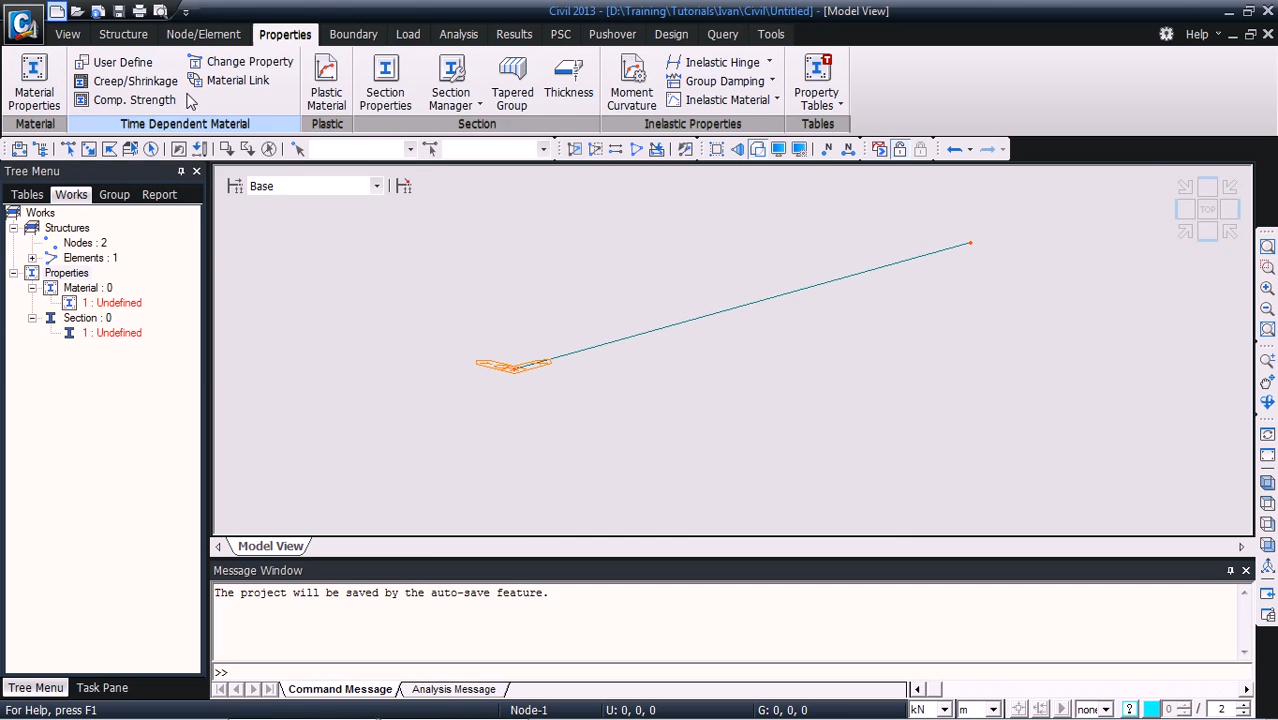 Civil 2013 - [D:\Training\Tutorials\Ivan\Civil\Untitled] - [Model View]
View Structure Node/Element Properties Boundary Load Analysis Results PSC Pushover Design Query Tools Help
Material Properties
User Define
Creep/Shrinkage
Comp. Strength
Change Property
Material Link
Plastic Material
Section Properties
Section Manager
Tapered Group
Thickness
Moment Curvature
Inelastic Hinge
Group Damping
Inelastic Material
Property Tables
Material Time Dependent Material Plastic Section Inelastic Properties Tables
Tree Menu
Tables Works Group Report
Works
Structures
Nodes : 2
Elements : 1
Properties
Material : 0
1 : Undefined
Section : 0
1 : Undefined
Base
TOP
Model View
Message Window
The project will be saved by the auto-save feature.
>>
Command Message Analysis Message
Tree Menu Task Pane
For Help, press F1 Node-1 U: 0, 0, 0 G: 0, 0, 0 kN m none 0 / 2